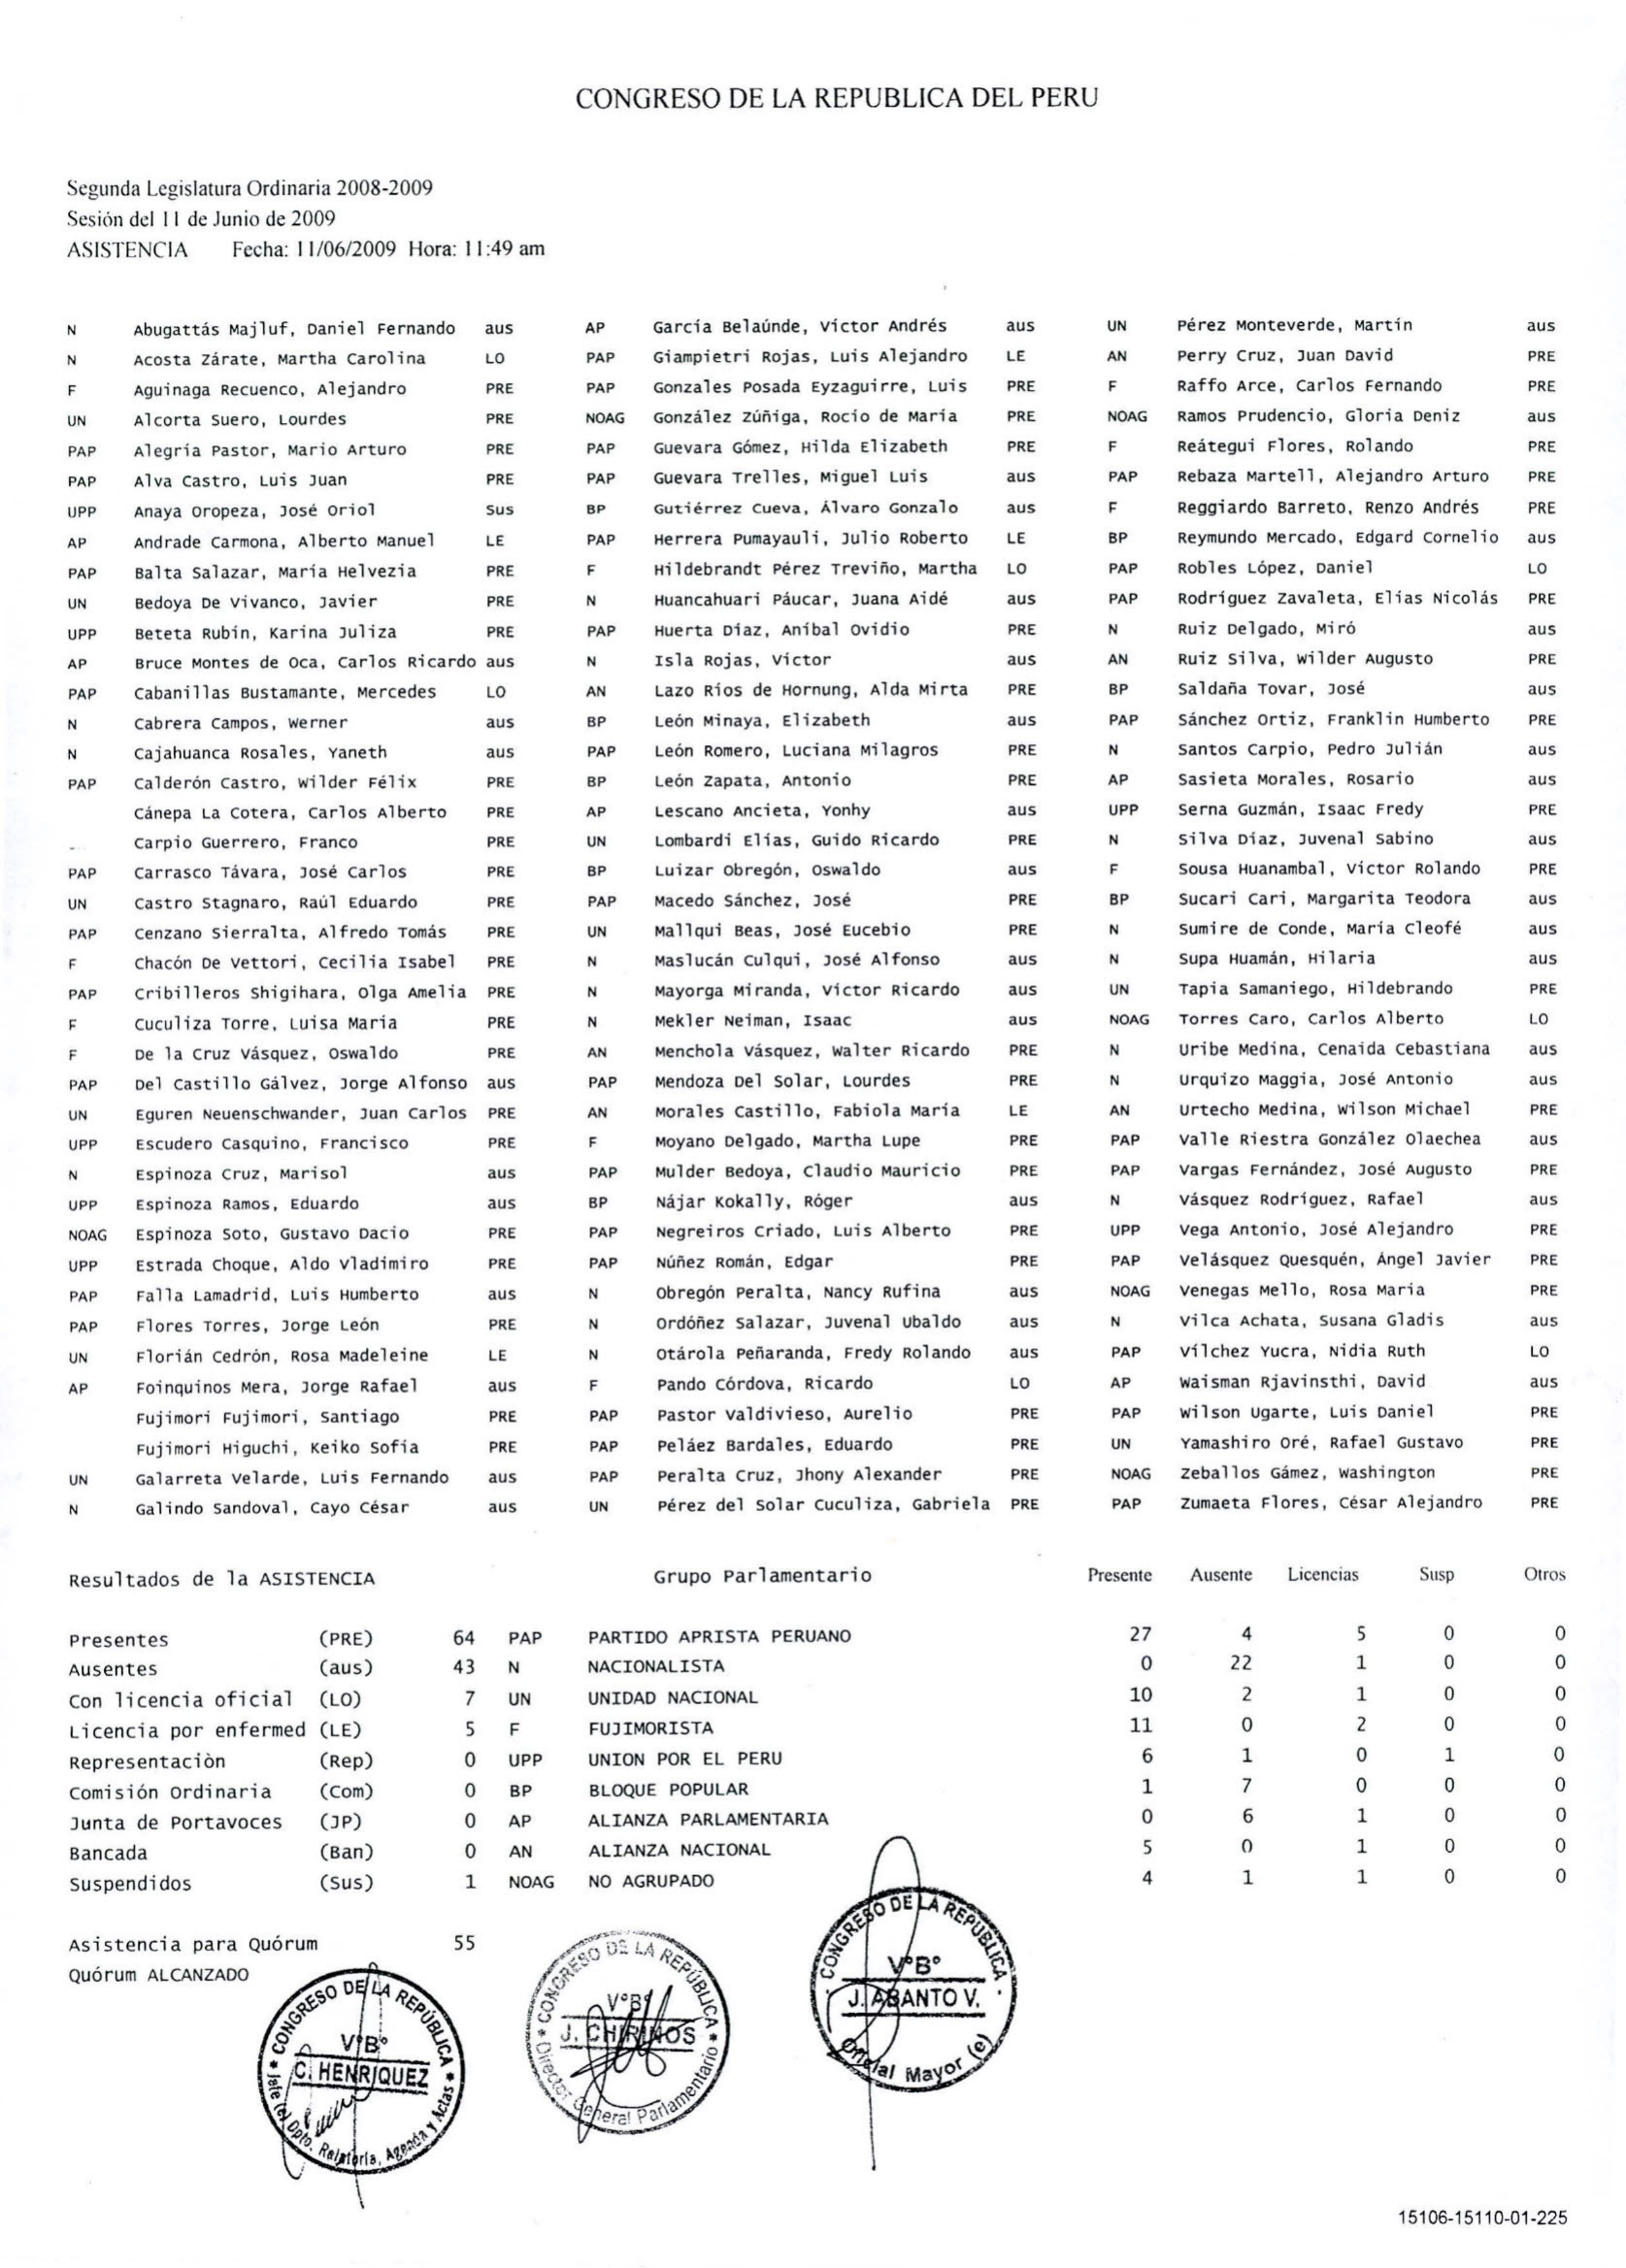 CONGRESO DE LA REPUBLICA DEL PERU
Segunda Legislatura Ordinaria 2008-2009
Sesión del 11 de Junio de 2009
ASISTENCIA Fecha: 11/06/2009 Hora: 11:49 am
N Abugattás Majluf, Daniel Fernando aus AP García Belaúnde, Víctor Andrés aus UN Pérez Monteverde, Martín aus
N Acosta Zárate, Martha Carolina LO PAP Giampietri Rojas, Luis Alejandro LE AN Perry Cruz, Juan David PRE
F Aguinaga Recuenco, Alejandro PRE PAP Gonzales Posada Eyzaguirre, Luis PRE F Raffo Arce, Carlos Fernando PRE
UN Alcorta Suero, Lourdes PRE NOAG González Zúñiga, Rocio de María PRE NOAG Ramos Prudencio, Gloria Deniz aus
PAP Alegría Pastor, Mario Arturo PRE PAP Guevara Gómez, Hilda Elizabeth PRE F Reátegui Flores, Rolando PRE
PAP Alva Castro, Luis Juan PRE PAP Guevara Trelles, Miguel Luis aus PAP Rebaza Martell, Alejandro Arturo PRE
UPP Anaya Oropeza, José Oriol Sus BP Gutiérrez Cueva, Álvaro Gonzalo aus F Reggiardo Barreto, Renzo Andrés PRE
AP Andrade Carmona, Alberto Manuel LE PAP Herrera Pumayauli, Julio Roberto LE BP Reymundo Mercado, Edgard Cornelio aus
PAP Balta Salazar, María Helvezia PRE F Hildebrandt Pérez Treviño, Martha LO PAP Robles López, Daniel LO
UN Bedoya De Vivanco, Javier PRE N Huancahuari Páucar, Juana Aidé aus PAP Rodríguez Zavaleta, Elías Nicolás PRE
UPP Beteta Rubín, Karina Juliza PRE PAP Huerta Díaz, Aníbal Ovidio PRE N Ruiz Delgado, Miró aus
AP Bruce Montes de Oca, Carlos Ricardo aus N Isla Rojas, Víctor aus AN Ruiz Silva, Wilder Augusto PRE
PAP Cabanillas Bustamante, Mercedes LO AN Lazo Ríos de Hornung, Alda Mirta PRE BP Saldaña Tovar, José aus
N Cabrera Campos, Werner aus BP León Minaya, Elizabeth aus PAP Sánchez Ortiz, Franklin Humberto PRE
N Cajahuanca Rosales, Yaneth aus PAP León Romero, Luciana Milagros PRE N Santos Carpio, Pedro Julián aus
PAP Calderón Castro, Wilder Félix PRE BP León Zapata, Antonio PRE AP Sasieta Morales, Rosario aus
Cánepa La Cotera, Carlos Alberto PRE AP Lescano Ancieta, Yonhy aus UPP Serna Guzmán, Isaac Fredy PRE
Carpio Guerrero, Franco PRE UN Lombardi Elías, Guido Ricardo PRE N Silva Díaz, Juvenal Sabino aus
PAP Carrasco Távara, José Carlos PRE BP Luizar Obregón, Oswaldo aus F Sousa Huanambal, Víctor Rolando PRE
UN Castro Stagnaro, Raúl Eduardo PRE PAP Macedo Sánchez, José PRE BP Sucari Cari, Margarita Teodora aus
PAP Cenzano Sierralta, Alfredo Tomás PRE UN Mallqui Beas, José Eucebio PRE N Sumire de Conde, María Cleofé aus
F Chacón De Vettori, Cecilia Isabel PRE N Maslucán Culqui, José Alfonso aus N Supa Huamán, Hilaria aus
PAP Cribilleros Shigihara, Olga Amelia PRE N Mayorga Miranda, Víctor Ricardo aus UN Tapia Samaniego, Hildebrando PRE
F Cuculiza Torre, Luisa María PRE N Mekler Neiman, Isaac aus NOAG Torres Caro, Carlos Alberto LO
F De la Cruz Vásquez, Oswaldo PRE AN Menchola Vásquez, Walter Ricardo PRE N Uribe Medina, Cenaida Cebastiana aus
PAP Del Castillo Gálvez, Jorge Alfonso aus PAP Mendoza Del Solar, Lourdes PRE N Urquizo Maggia, José Antonio aus
UN Eguren Neuenschwander, Juan Carlos PRE AN Morales Castillo, Fabiola María LE AN Urtecho Medina, Wilson Michael PRE
UPP Escudero Casquino, Francisco PRE F Moyano Delgado, Martha Lupe PRE PAP Valle Riestra González Olaechea aus
N Espinoza Cruz, Marisol aus PAP Mulder Bedoya, Claudio Mauricio PRE PAP Vargas Fernández, José Augusto PRE
UPP Espinoza Ramos, Eduardo aus BP Nájar Kokally, Róger aus N Vásquez Rodríguez, Rafael aus
NOAG Espinoza Soto, Gustavo Dacio PRE PAP Negreiros Criado, Luis Alberto PRE UPP Vega Antonio, José Alejandro PRE
UPP Estrada Choque, Aldo Vladimiro PRE PAP Núñez Román, Edgar PRE PAP Velásquez Quesquén, Ángel Javier PRE
PAP Falla Lamadrid, Luis Humberto aus N Obregón Peralta, Nancy Rufina aus NOAG Venegas Mello, Rosa María PRE
PAP Flores Torres, Jorge León PRE N Ordóñez Salazar, Juvenal Ubaldo aus N Vilca Achata, Susana Gladis aus
UN Florián Cedrón, Rosa Madeleine LE N Otárola Peñaranda, Fredy Rolando aus PAP Vílchez Yucra, Nidia Ruth LO
AP Foinquinos Mera, Jorge Rafael aus F Pando Córdova, Ricardo LO AP Waisman Rjavinsthi, David aus
Fujimori Fujimori, Santiago PRE PAP Pastor Valdivieso, Aurelio PRE PAP Wilson Ugarte, Luis Daniel PRE
Fujimori Higuchi, Keiko Sofía PRE PAP Peláez Bardales, Eduardo PRE UN Yamashiro Oré, Rafael Gustavo PRE
UN Galarreta Velarde, Luis Fernando aus PAP Peralta Cruz, Jhony Alexander PRE NOAG Zeballos Gámez, Washington PRE
N Galindo Sandoval, Cayo César aus UN Pérez del Solar Cuculiza, Gabriela PRE PAP Zumaeta Flores, César Alejandro PRE
Resultados de la ASISTENCIA Grupo Parlamentario Presente Ausente Licencias Susp Otros
Presentes (PRE) 64 PAP PARTIDO APRISTA PERUANO 27 4 5 0 0
Ausentes (aus) 43 N NACIONALISTA 0 22 1 0 0
Con licencia oficial (LO) 7 UN UNIDAD NACIONAL 10 2 1 0 0
Licencia por enfermed (LE) 5 F FUJIMORISTA 11 0 2 0 0
Representaciòn (Rep) 0 UPP UNION POR EL PERU 6 1 0 1 0
Comisión Ordinaria (Com) 0 BP BLOQUE POPULAR 1 7 0 0 0
Junta de Portavoces (JP) 0 AP ALIANZA PARLAMENTARIA 0 6 1 0 0
Bancada (Ban) 0 AN ALIANZA NACIONAL 5 0 1 0 0
Suspendidos (Sus) 1 NOAG NO AGRUPADO 4 1 1 0 0
Asistencia para Quórum 55
Quórum ALCANZADO
CONGRESO DE LA REPÚBLICA
V°B°
C. HENRIQUEZ
Jefe (e) Dpto. Relatoría, Agenda y Actas
CONGRESO DE LA REPÚBLICA
V°B°
J. CHIRINOS
Director General Parlamentario
CONGRESO DE LA REPÚBLICA
V°B°
J. ABANTO V.
Oficial Mayor (e)
15106-15110-01-225